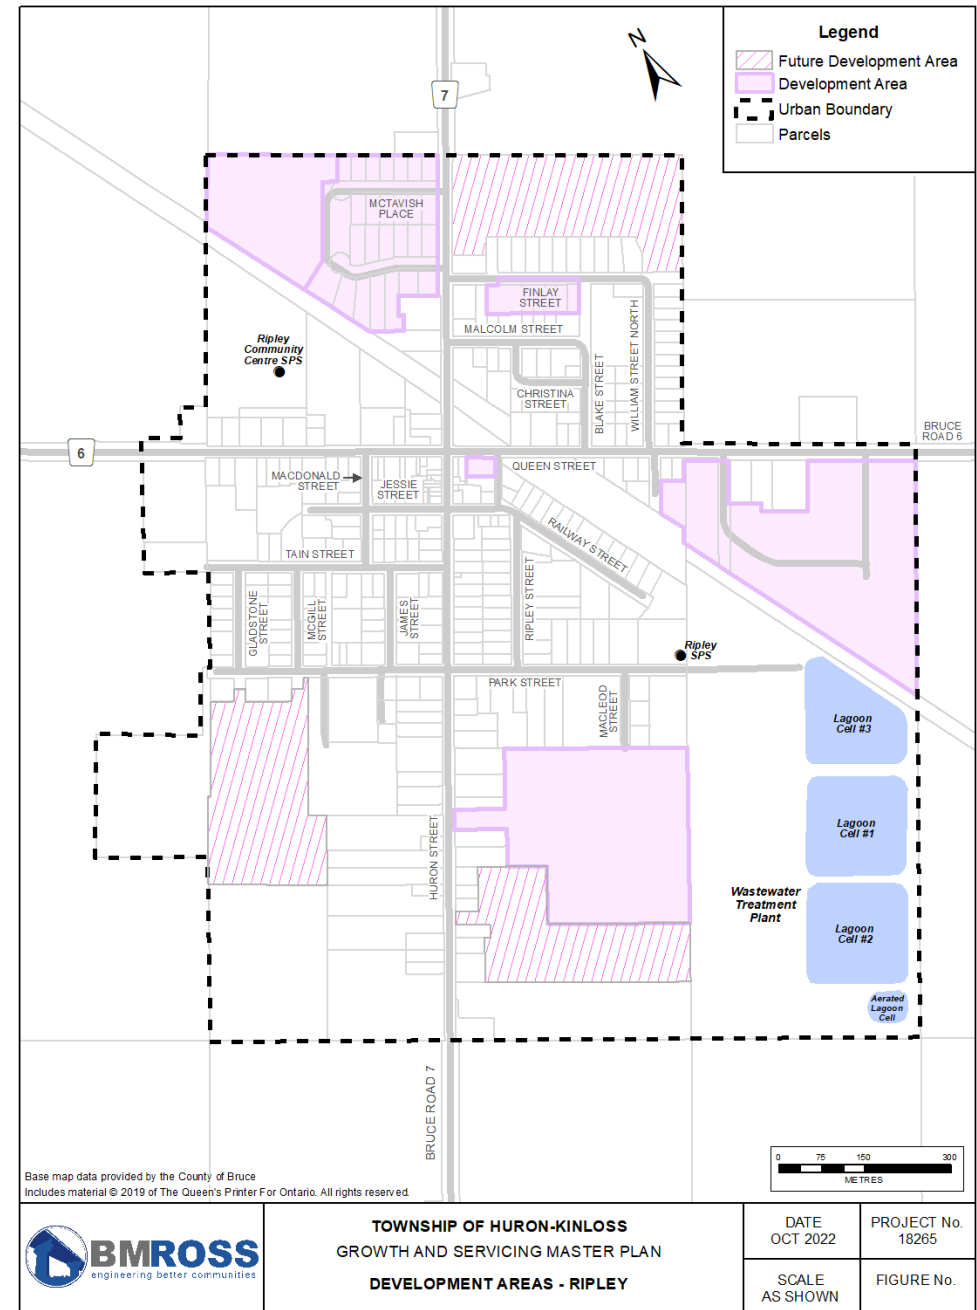 N
Legend
Future Development Area
Development Area
Urban Boundary
Parcels
7
MCTAVISH
PLACE
FINLAY
STREET
MALCOLM STREET
Ripley
Community
Centre SPS
CHRISTINA
STREET
BLAKE STREET
WILLIAM STREET NORTH
BRUCE
ROAD 6
6
MACDONALD
STREET
JESSIE
STREET
QUEEN STREET
RAILWAY STREET
TAIN STREET
GLADSTONE
STREET
MCGILL
STREET
JAMES
STREET
RIPLEY STREET
Ripley
SPS
PARK STREET
MACLEOD
STREET
Lagoon
Cell #3
HURON STREET
Lagoon
Cell #1
Wastewater
Treatment
Plant
Lagoon
Cell #2
Aerated
Lagoon
Cell
BRUCE ROAD 7
0 75 150 300
METRES
Base map data provided by the County of Bruce
Includes material © 2019 of The Queen's Printer For Ontario. All rights reserved.
BMROSS
engineering better communities
TOWNSHIP OF HURON-KINLOSS
GROWTH AND SERVICING MASTER PLAN
DEVELOPMENT AREAS - RIPLEY
DATE
OCT 2022
PROJECT No.
18265
SCALE
AS SHOWN
FIGURE No.